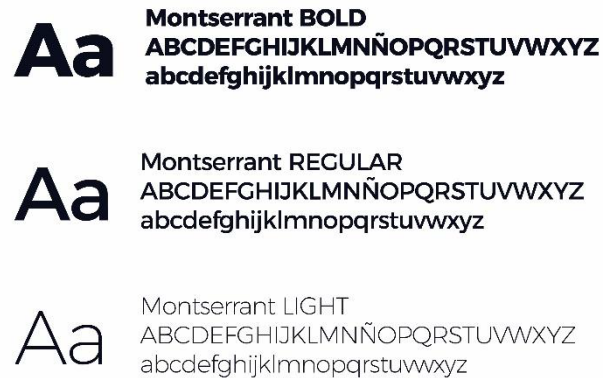 Aa
Montserrant BOLD
ABCDEFGHIJKLMNÑOPQRSTUVWXYZ
abcdefghijklmnopqrstuvwxyz
Aa
Montserrant REGULAR
ABCDEFGHIJKLMNÑOPQRSTUVWXYZ
abcdefghijklmnopqrstuvwxyz
Aa
Montserrant LIGHT
ABCDEFGHIJKLMNÑOPQRSTUVWXYZ
abcdefghijklmnopqrstuvwxyz